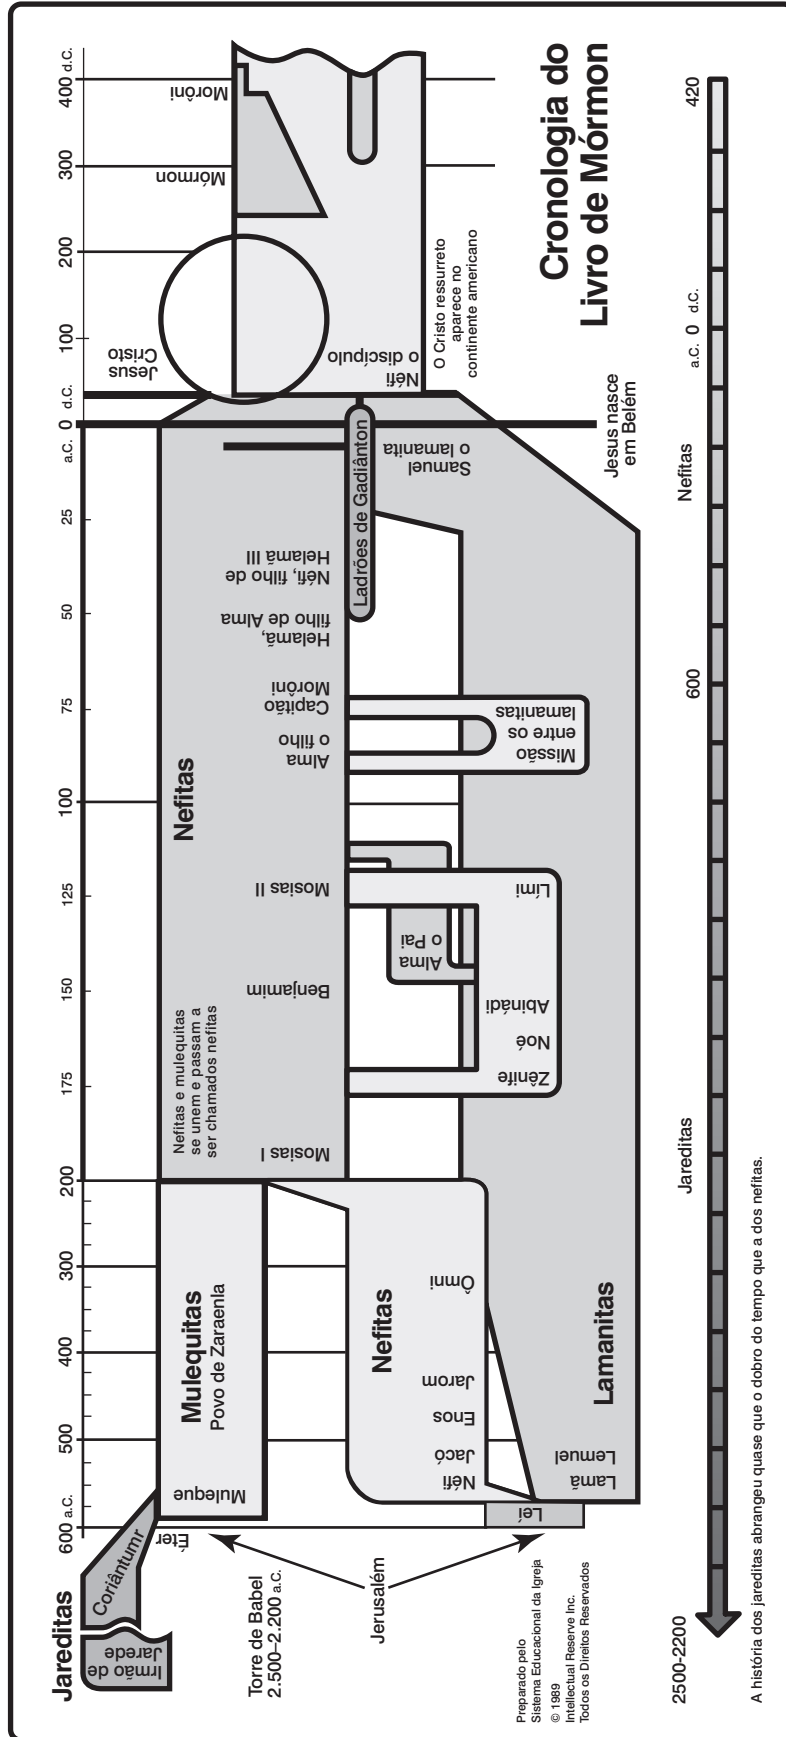 Cronologia do
Livro de Mórmon
Jareditas
Irmão de
Jarede
Coriântumr
Éter
Torre de Babel
2.500–2.200 a.C.
Jerusalém
600 a.C.
500
400
300
200
175
150
125
100
75
50
25
a.C.
0
d.C.
100
200
300
400 d.C.
Mulequitas
Povo de Zaraenla
Muleque
Nefitas e mulequitas
se unem e passam a
ser chamados nefitas
Nefitas
Mosias I
Benjamim
Mosias II
Alma
o filho
Capitão
Morôni
Helamã,
filho de Alma
Néfi, filho de
Helamã III
Jesus
Cristo
Mórmon
Morôni
Ladrões de Gadiânton
Samuel
o lamanita
Néfi
o discípulo
O Cristo ressurreto
aparece no
continente americano
Jesus nasce
em Belém
Nefitas
Néfi
Jacó
Enos
Jarom
Ômni
Leí
Lamã
Lemuel
Lamanitas
Zênife
Noé
Abinádi
Alma
o Pai
Lími
Missão
entre os
lamanitas
Preparado pelo
Sistema Educacional da Igreja
© 1989
Intellectual Reserve Inc.
Todos os Direitos Reservados
2500-2200
Jareditas
600
Nefitas
a.C. 0 d.C.
420
A história dos jareditas abrangeu quase que o dobro do tempo que a dos nefitas.